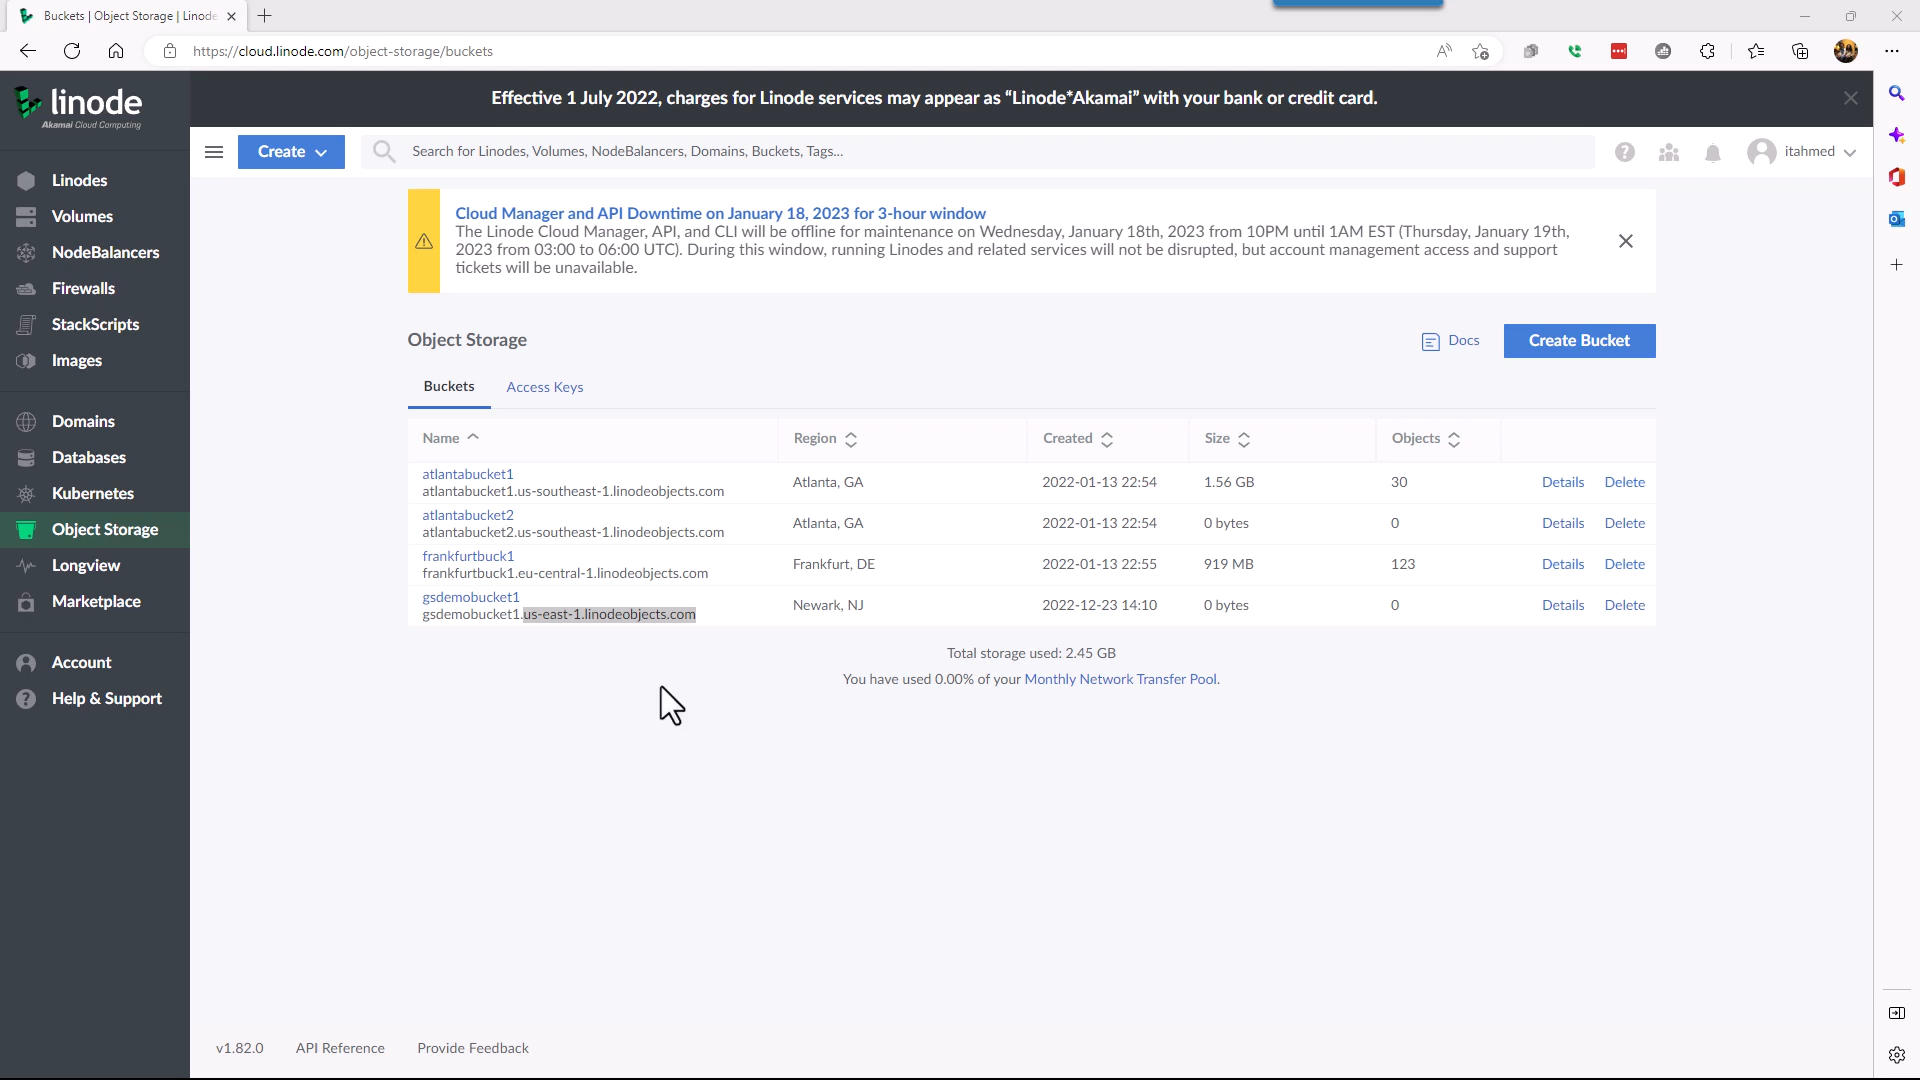 Buckets | Object Storage | Linode
https://cloud.linode.com/object-storage/buckets
linode
Akamai Cloud Computing
Effective 1 July 2022, charges for Linode services may appear as “Linode*Akamai” with your bank or credit card.
Create
Search for Linodes, Volumes, NodeBalancers, Domains, Buckets, Tags...
itahmed
Linodes
Volumes
NodeBalancers
Firewalls
StackScripts
Images
Domains
Databases
Kubernetes
Object Storage
Longview
Marketplace
Account
Help & Support
Cloud Manager and API Downtime on January 18, 2023 for 3-hour window
The Linode Cloud Manager, API, and CLI will be offline for maintenance on Wednesday, January 18th, 2023 from 10PM until 1AM EST (Thursday, January 19th,
2023 from 03:00 to 06:00 UTC). During this window, running Linodes and related services will not be disrupted, but account management access and support
tickets will be unavailable.
Object Storage
Docs
Create Bucket
Buckets Access Keys
Name Region Created Size Objects
atlantabucket1
atlantabucket1.us-southeast-1.linodeobjects.com
Atlanta, GA 2022-01-13 22:54 1.56 GB 30 Details Delete
atlantabucket2
atlantabucket2.us-southeast-1.linodeobjects.com
Atlanta, GA 2022-01-13 22:54 0 bytes 0 Details Delete
frankfurtbuck1
frankfurtbuck1.eu-central-1.linodeobjects.com
Frankfurt, DE 2022-01-13 22:55 919 MB 123 Details Delete
gsdemobucket1
gsdemobucket1.us-east-1.linodeobjects.com
Newark, NJ 2022-12-23 14:10 0 bytes 0 Details Delete
Total storage used: 2.45 GB
You have used 0.00% of your Monthly Network Transfer Pool.
v1.82.0 API Reference Provide Feedback